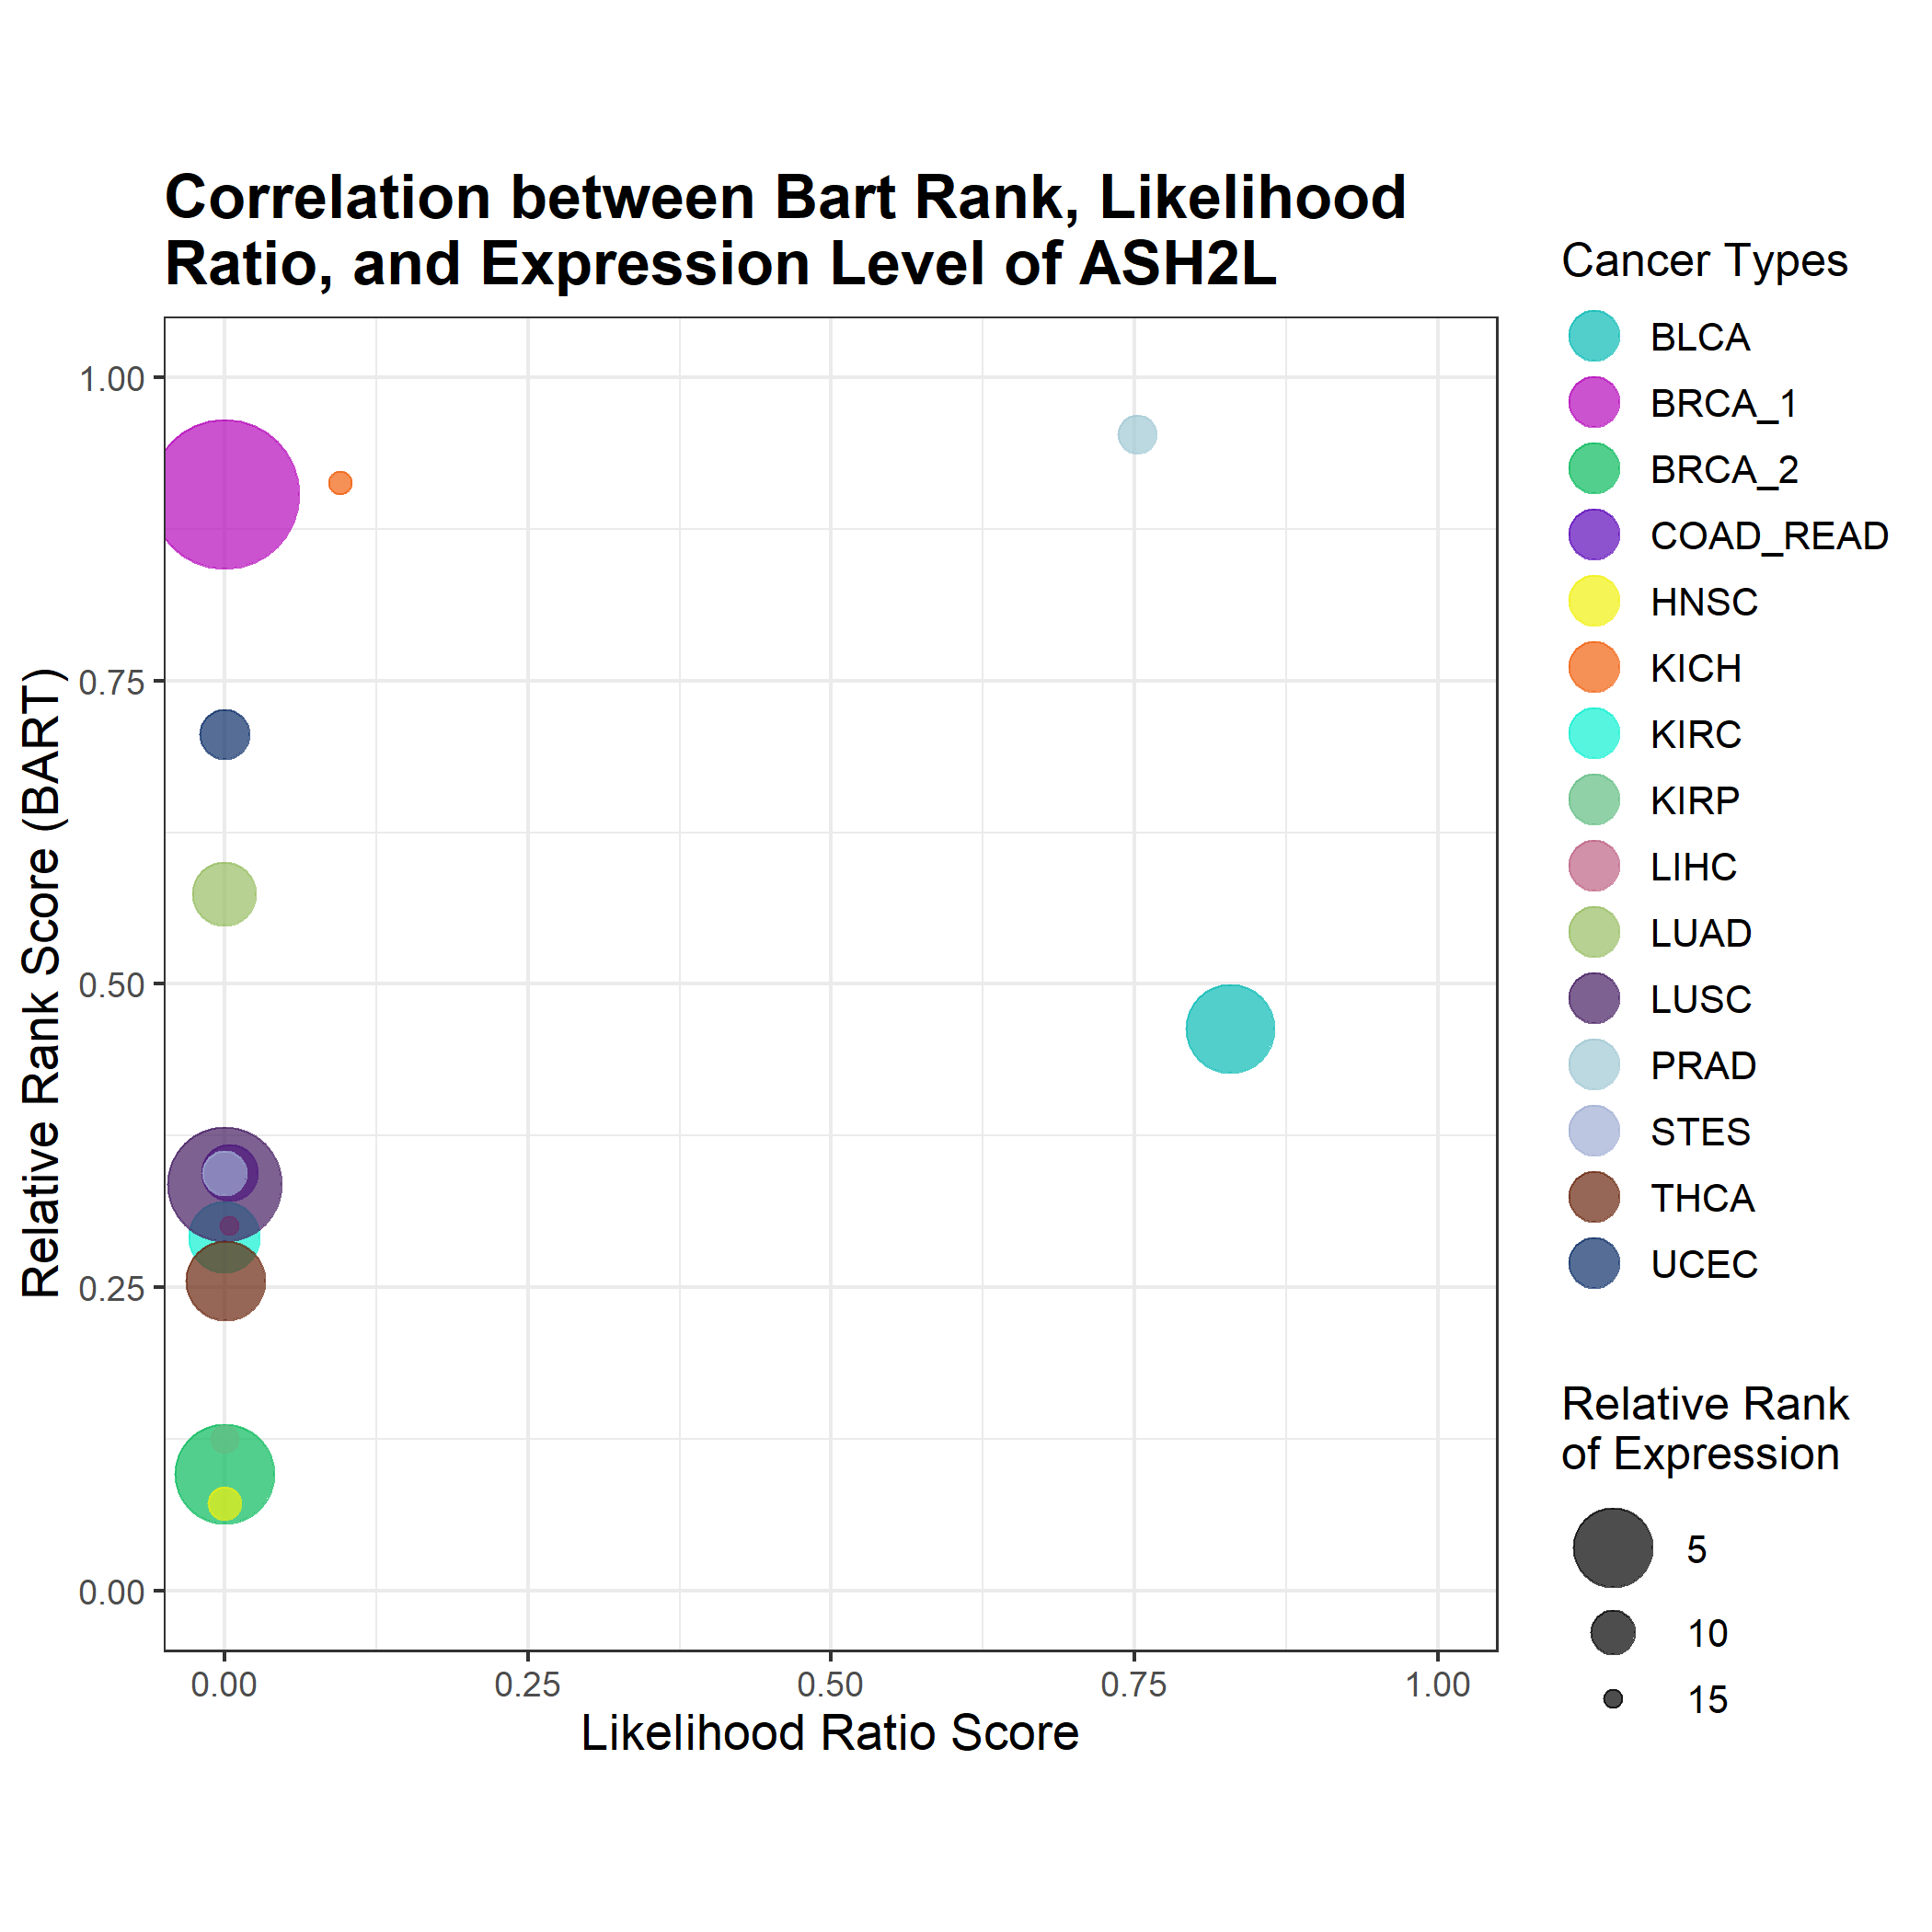 Correlation between Bart Rank, Likelihood
Ratio, and Expression Level of ASH2L
Relative Rank Score (BART)
1.00
0.75
0.50
0.25
0.00
0.00
0.25
0.50
0.75
1.00
Likelihood Ratio Score
Cancer Types
BLCA
BRCA_1
BRCA_2
COAD_READ
HNSC
KICH
KIRC
KIRP
LIHC
LUAD
LUSC
PRAD
STES
THCA
UCEC
Relative Rank
of Expression
5
10
15